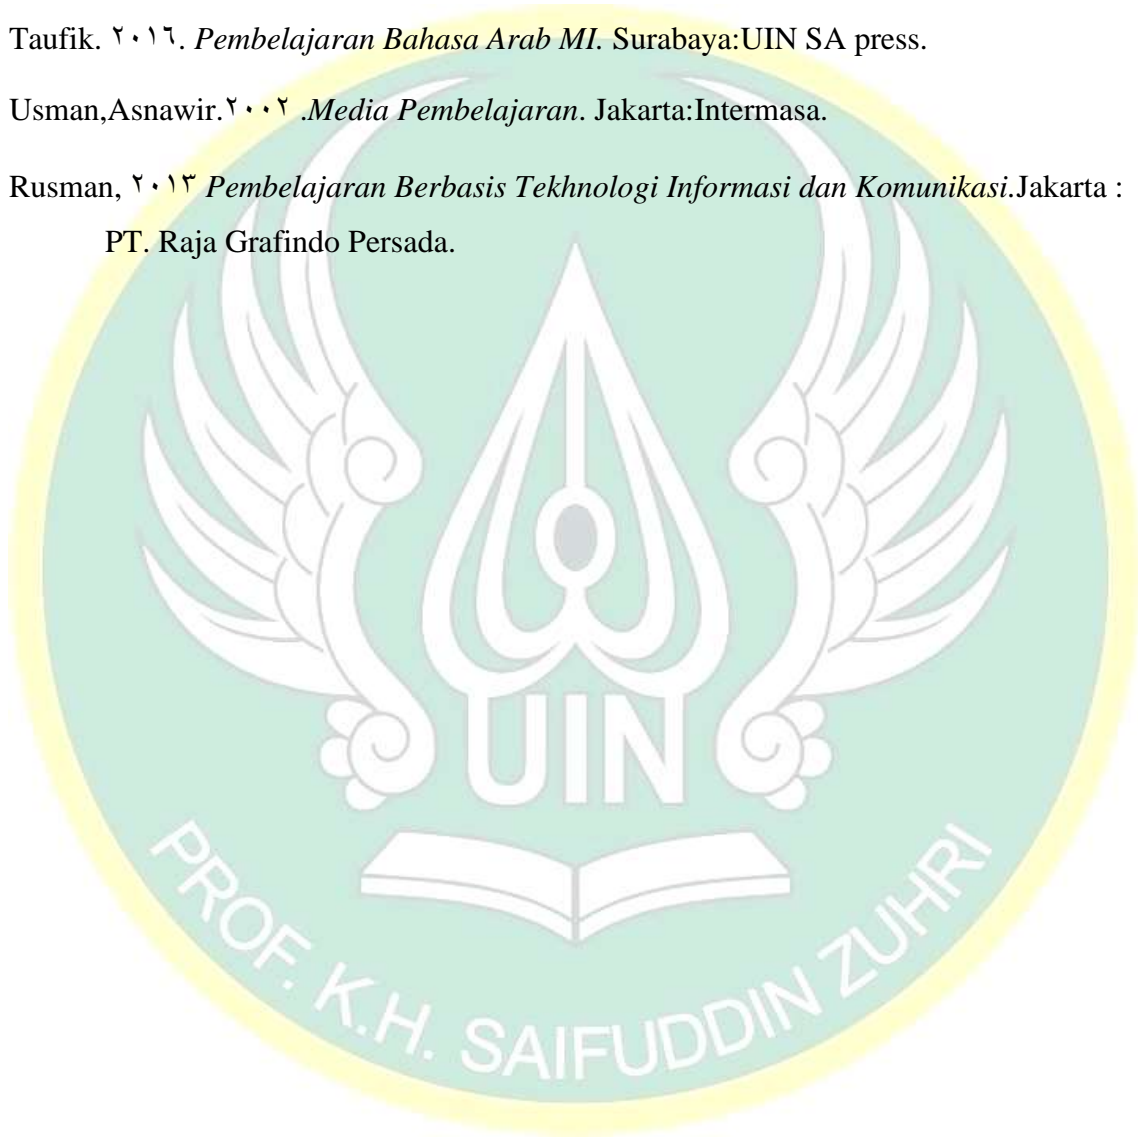 Taufik. ٢٠١٦. Pembelajaran Bahasa Arab MI. Surabaya:UIN SA press.
Usman,Asnawir.٢٠٠٢ .Media Pembelajaran. Jakarta:Intermasa.
Rusman, ٢٠١٣ Pembelajaran Berbasis Tekhnologi Informasi dan Komunikasi.Jakarta :
PT. Raja Grafindo Persada.
UIN
PROF. K.H. SAIFUDDIN ZUHRI